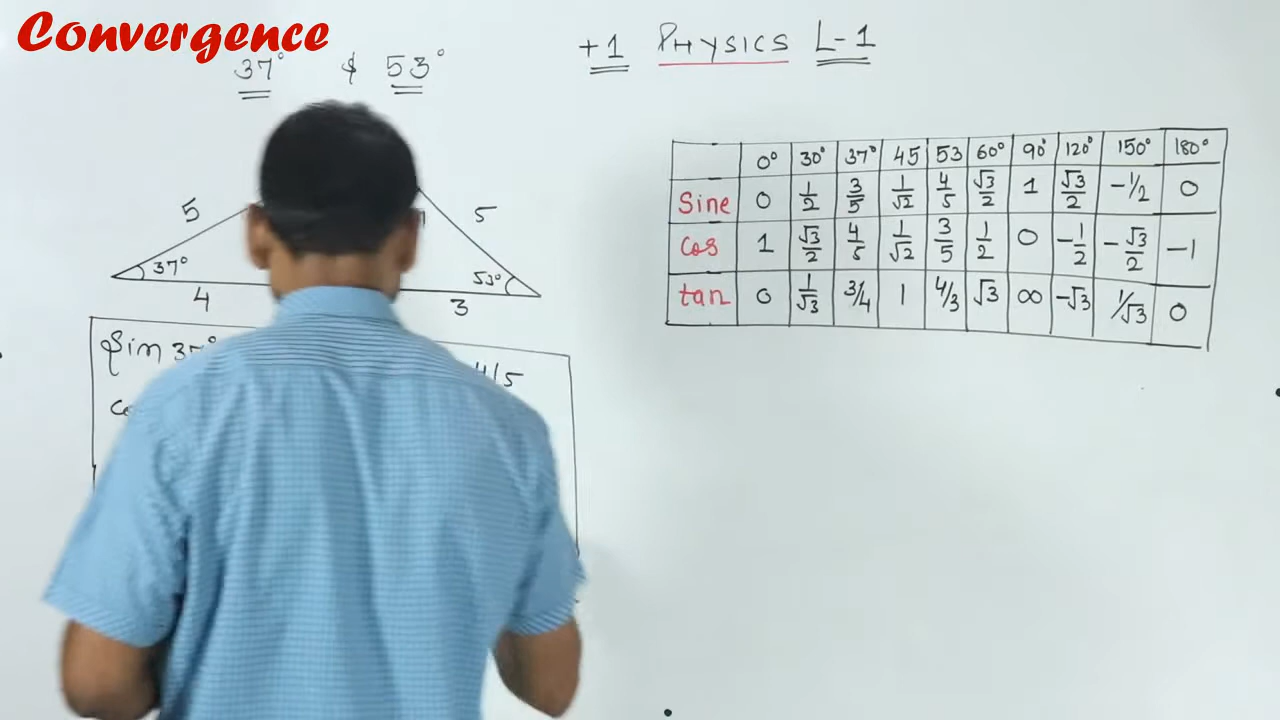 Convergence
+1 PHYSICS L-1
37° & 53°
0° 30° 37° 45 53 60° 90° 120° 150° 180°
Sine 0 1/2 3/5 1/√2 4/5 √3/2 1 √3/2 -1/2 0
Cos 1 √3/2 4/5 1/√2 3/5 1/2 0 -1/2 -√3/2 -1
tan 0 1/√3 3/4 1 4/3 √3 ∞ -√3 1/√3 0
5 5
37° 53°
4 3
Sin
4/5